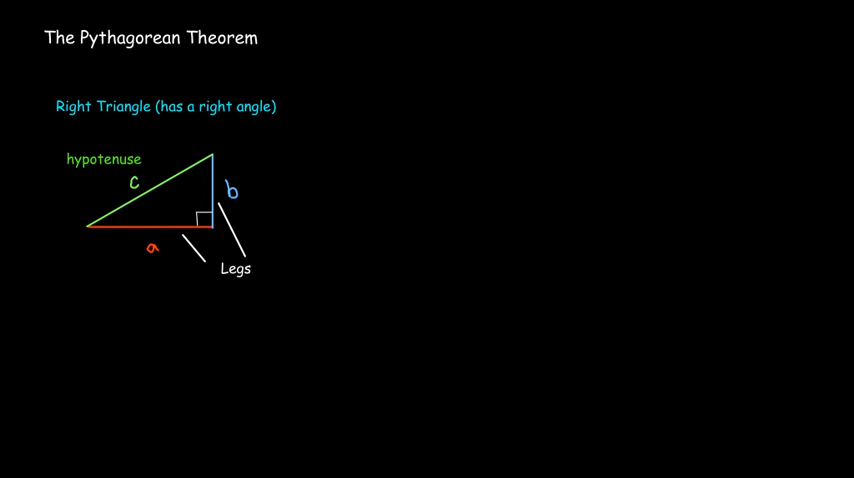 The Pythagorean Theorem
Right Triangle (has a right angle)
hypotenuse
c
b
a
Legs